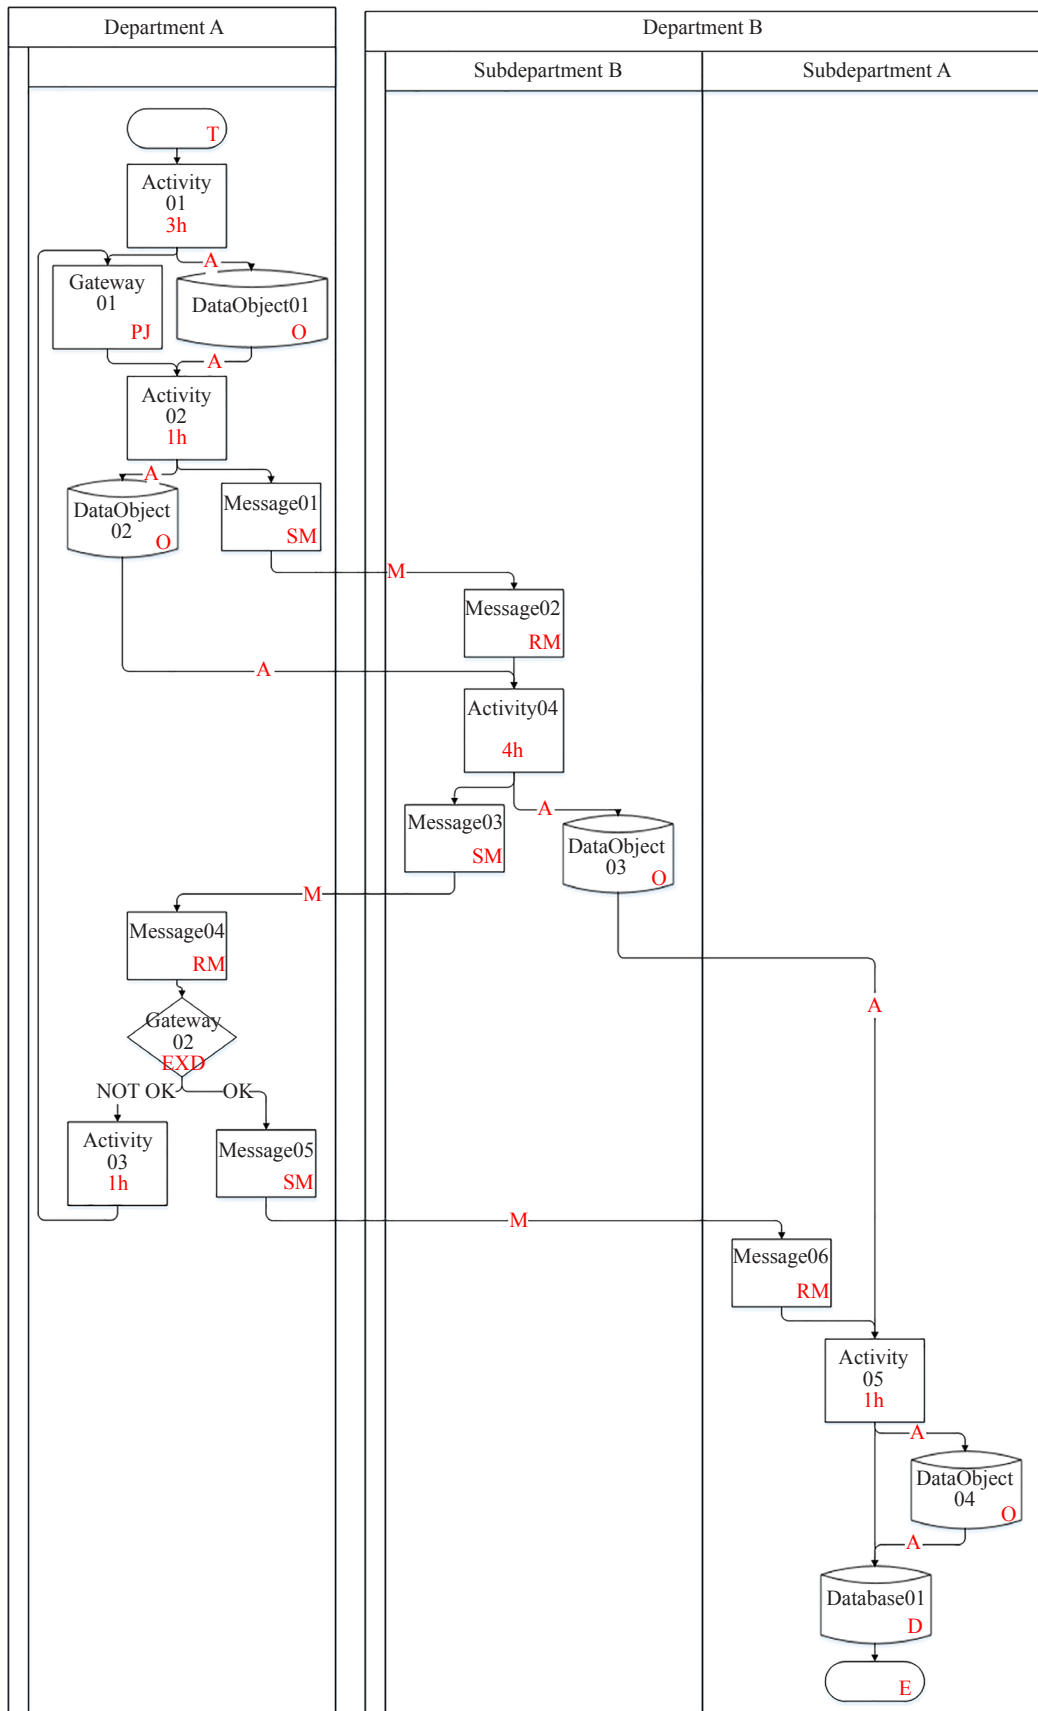 Department A
Department B
Subdepartment B
Subdepartment A
T
Activity
01
3h
A
Gateway
01
PJ
DataObject01
O
A
Activity
02
1h
A
DataObject
02
O
Message01
SM
M
Message02
RM
A
Activity04
4h
Message03
SM
A
DataObject
03
O
M
Message04
RM
A
Gateway
02
EXD
NOT OK
OK
Activity
03
1h
Message05
SM
M
Message06
RM
Activity
05
1h
A
DataObject
04
O
A
Database01
D
E